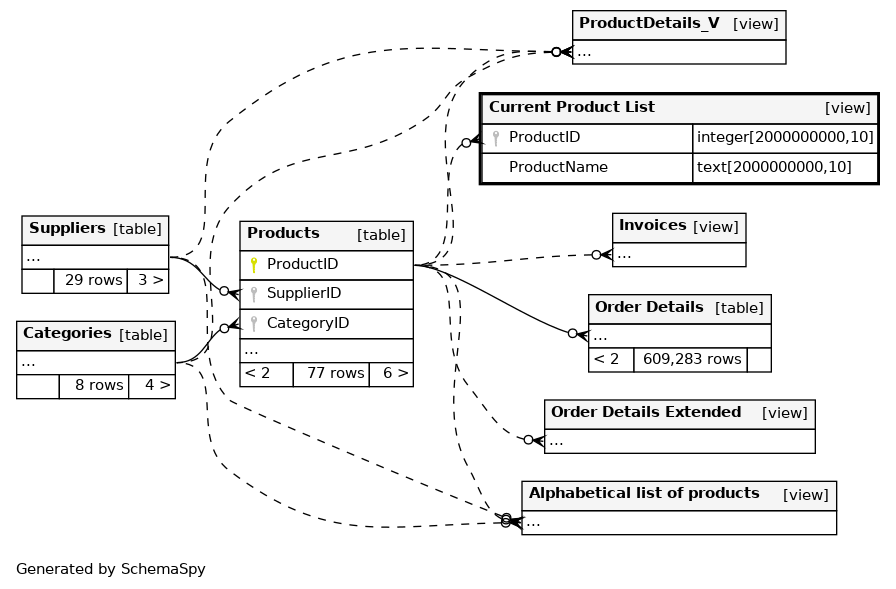 ProductDetails_V [view]
...
Current Product List [view]
ProductID integer[2000000000,10]
ProductName text[2000000000,10]
Suppliers [table]
...
29 rows 3 >
Products [table]
ProductID
SupplierID
CategoryID
...
< 2 77 rows 6 >
Invoices [view]
...
Categories [table]
...
8 rows 4 >
Order Details [table]
...
< 2 609,283 rows
Order Details Extended [view]
...
Alphabetical list of products [view]
...
Generated by SchemaSpy